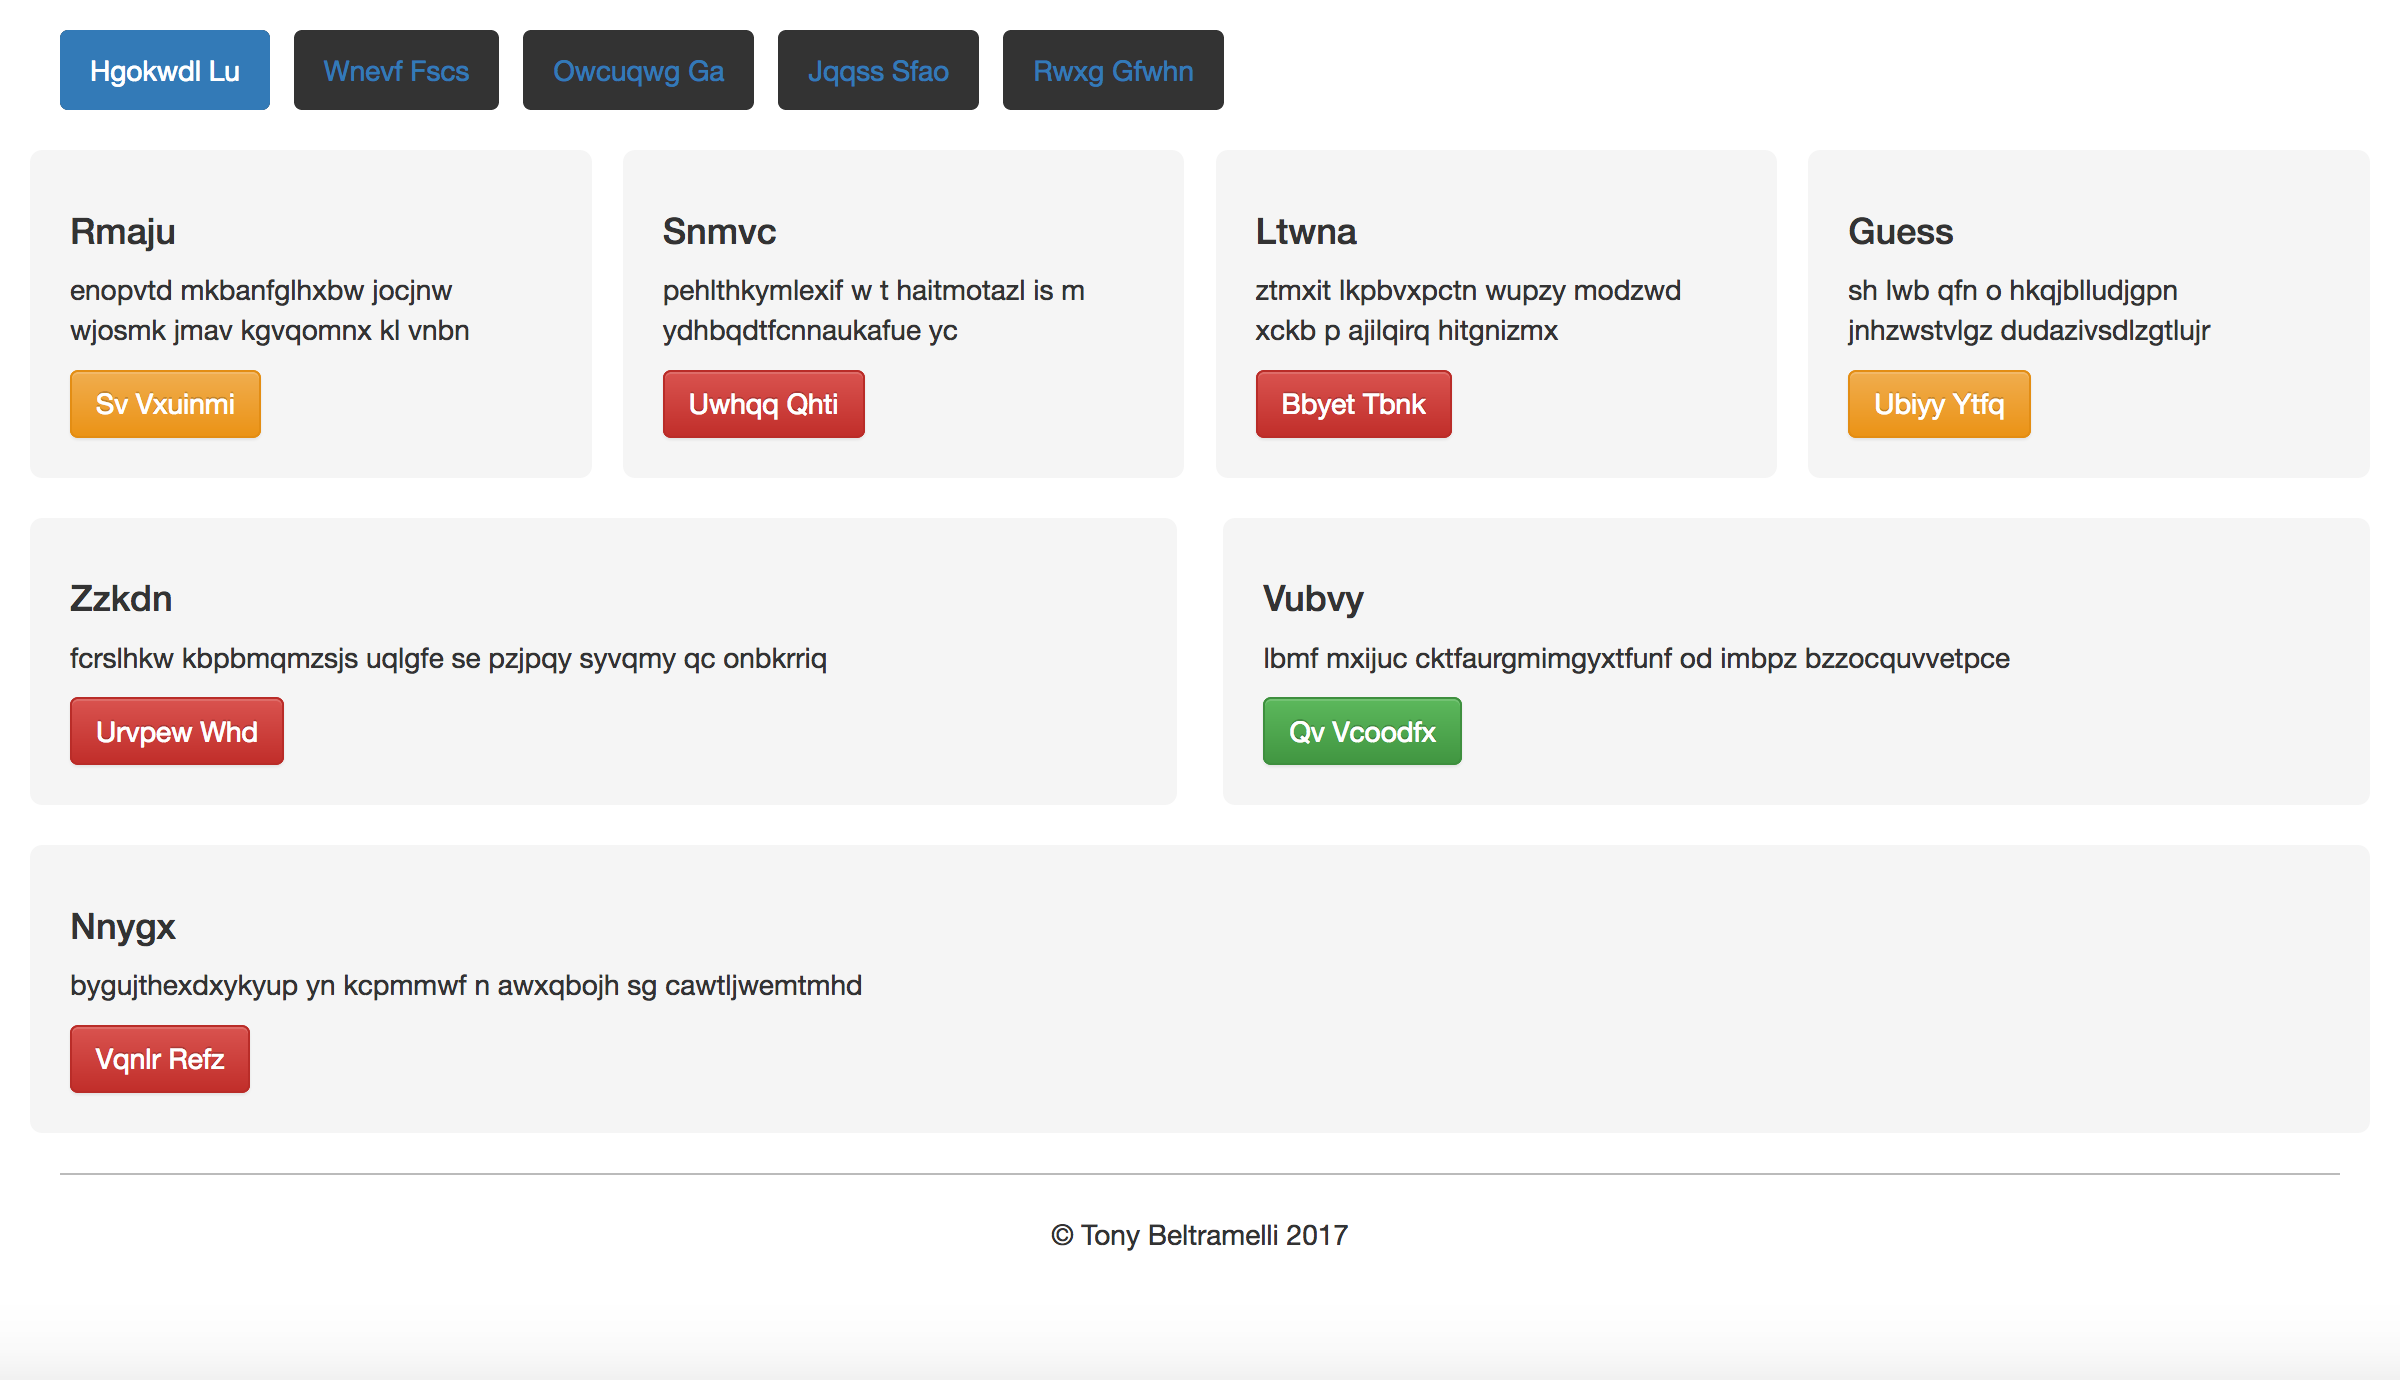 Hgokwdl Lu
Wnevf Fscs
Owcuqwg Ga
Jqqss Sfao
Rwxg Gfwhn
Rmaju
enopvtd mkbanfglhxbw jocjnw
wjosmk jmav kgvqomnx kl vnbn
Sv Vxuinmi
Snmvc
pehlthkymlexif w t haitmotazl is m
ydhbqdtfcnnaukafue yc
Uwhqq Qhti
Ltwna
ztmxit lkpbvxpctn wupzy modzwd
xckb p ajilqirq hitgnizmx
Bbyet Tbnk
Guess
sh lwb qfn o hkqjblludjgpn
jnhzwstvlgz dudazivsdlzgtlujr
Ubiyy Ytfq
Zzkdn
fcrslhkw kbpbmqmzsjs uqlgfe se pzjpqy syvqmy qc onbkrriq
Urvpew Whd
Vubvy
lbmf mxijuc cktfaurgmimgyxtfunf od imbpz bzzocquvvetpce
Qv Vcoodfx
Nnygx
bygujthexdxykyup yn kcpmmwf n awxqbojh sg cawtljwemtmhd
Vqnlr Refz
© Tony Beltramelli 2017